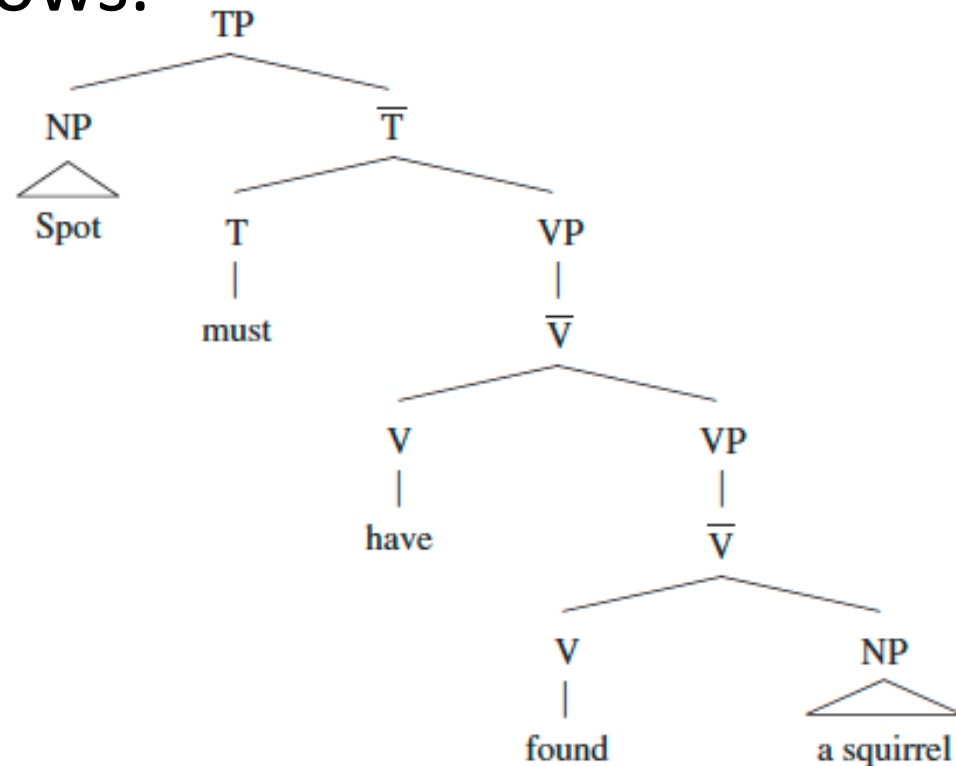 TP
NP T̅
Spot T VP
must V̅
V VP
have V̅
V NP
found a squirrel